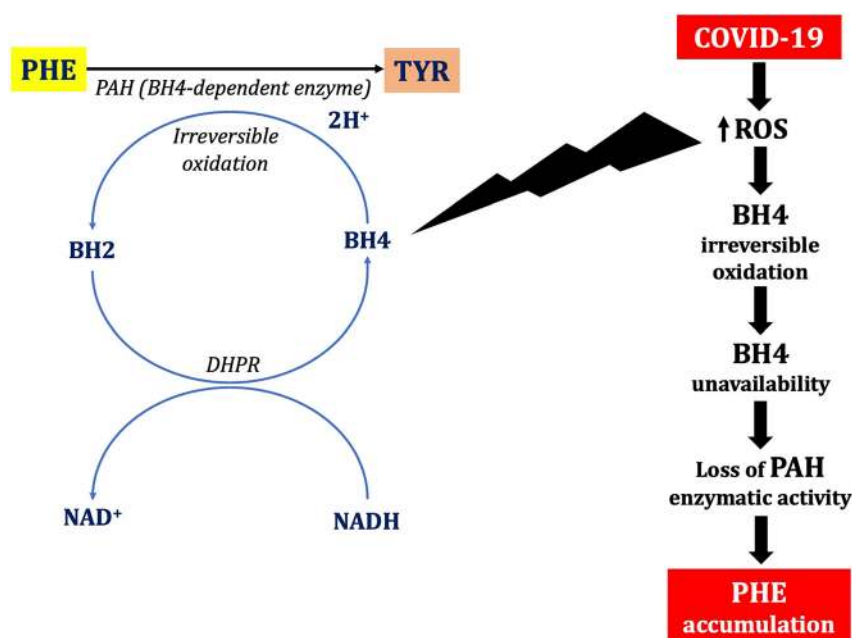 PHE
TYR
PAH (BH4-dependent enzyme)
2H⁺
Irreversible
oxidation
BH2
BH4
DHPR
NAD⁺
NADH
COVID-19
ROS
BH4
irreversible
oxidation
BH4
unavailability
Loss of PAH
enzymatic activity
PHE
accumulation